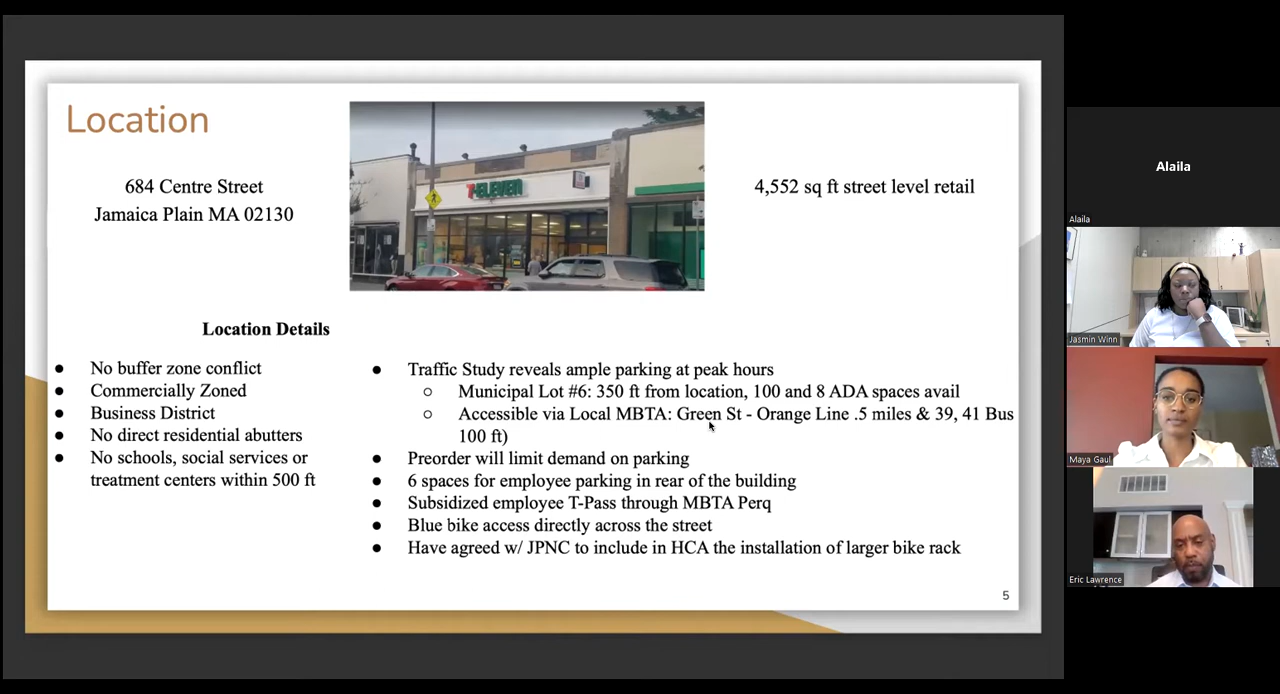 Location
684 Centre Street
Jamaica Plain MA 02130
7-ELEVEN
4,552 sq ft street level retail
Location Details
● No buffer zone conflict
● Commercially Zoned
● Business District
● No direct residential abutters
● No schools, social services or
treatment centers within 500 ft
● Traffic Study reveals ample parking at peak hours
○ Municipal Lot #6: 350 ft from location, 100 and 8 ADA spaces avail
○ Accessible via Local MBTA: Green St - Orange Line .5 miles & 39, 41 Bus
100 ft)
● Preorder will limit demand on parking
● 6 spaces for employee parking in rear of the building
● Subsidized employee T-Pass through MBTA Perq
● Blue bike access directly across the street
● Have agreed w/ JPNC to include in HCA the installation of larger bike rack
5
Alaila
Alaila
Jasmin Winn
Maya Gaul
Eric Lawrence